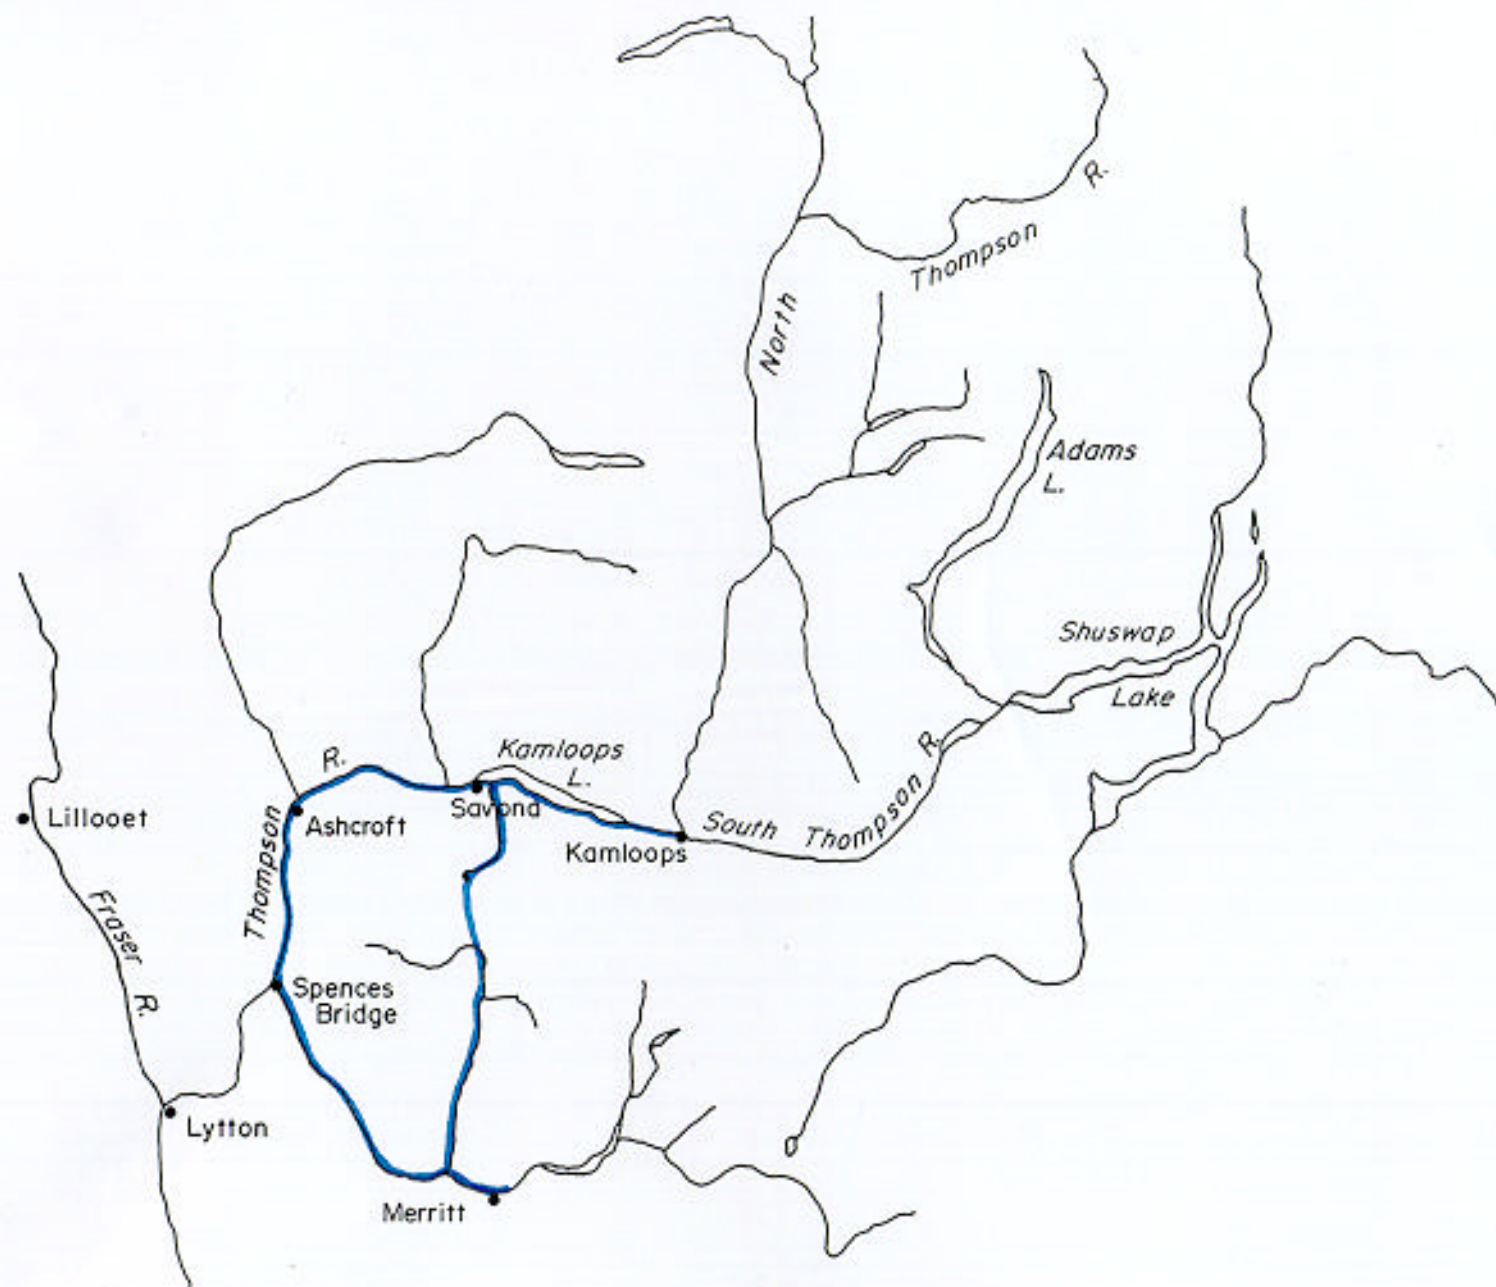 R.
Thompson
North
Adams
L.
Shuswap
Lake
Kamloops
L.
R.
Savona
Ashcroft
Lillooet
Thompson
Kamloops
South Thompson R.
Fraser R.
Spences
Bridge
Lytton
Merritt